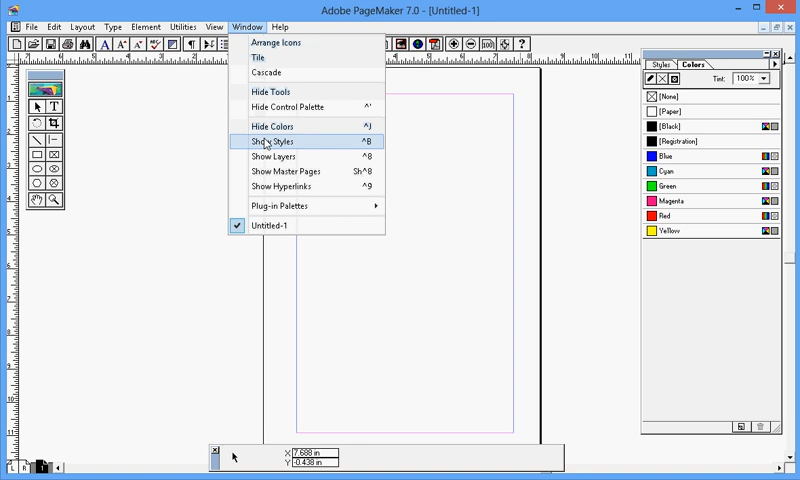 Adobe PageMaker 7.0 - [Untitled-1]
File Edit Layout Type Element Utilities View Window Help
Arrange Icons
Tile
Cascade
Hide Tools
Hide Control Palette ^'
Hide Colors ^J
Show Styles ^B
Show Layers ^8
Show Master Pages Sh^8
Show Hyperlinks ^9
Plug-in Palettes
Untitled-1
Styles Colors
Tint: 100%
[None]
[Paper]
[Black]
[Registration]
Blue
Cyan
Green
Magenta
Red
Yellow
X 7.688 in
Y -0.438 in
L R 1